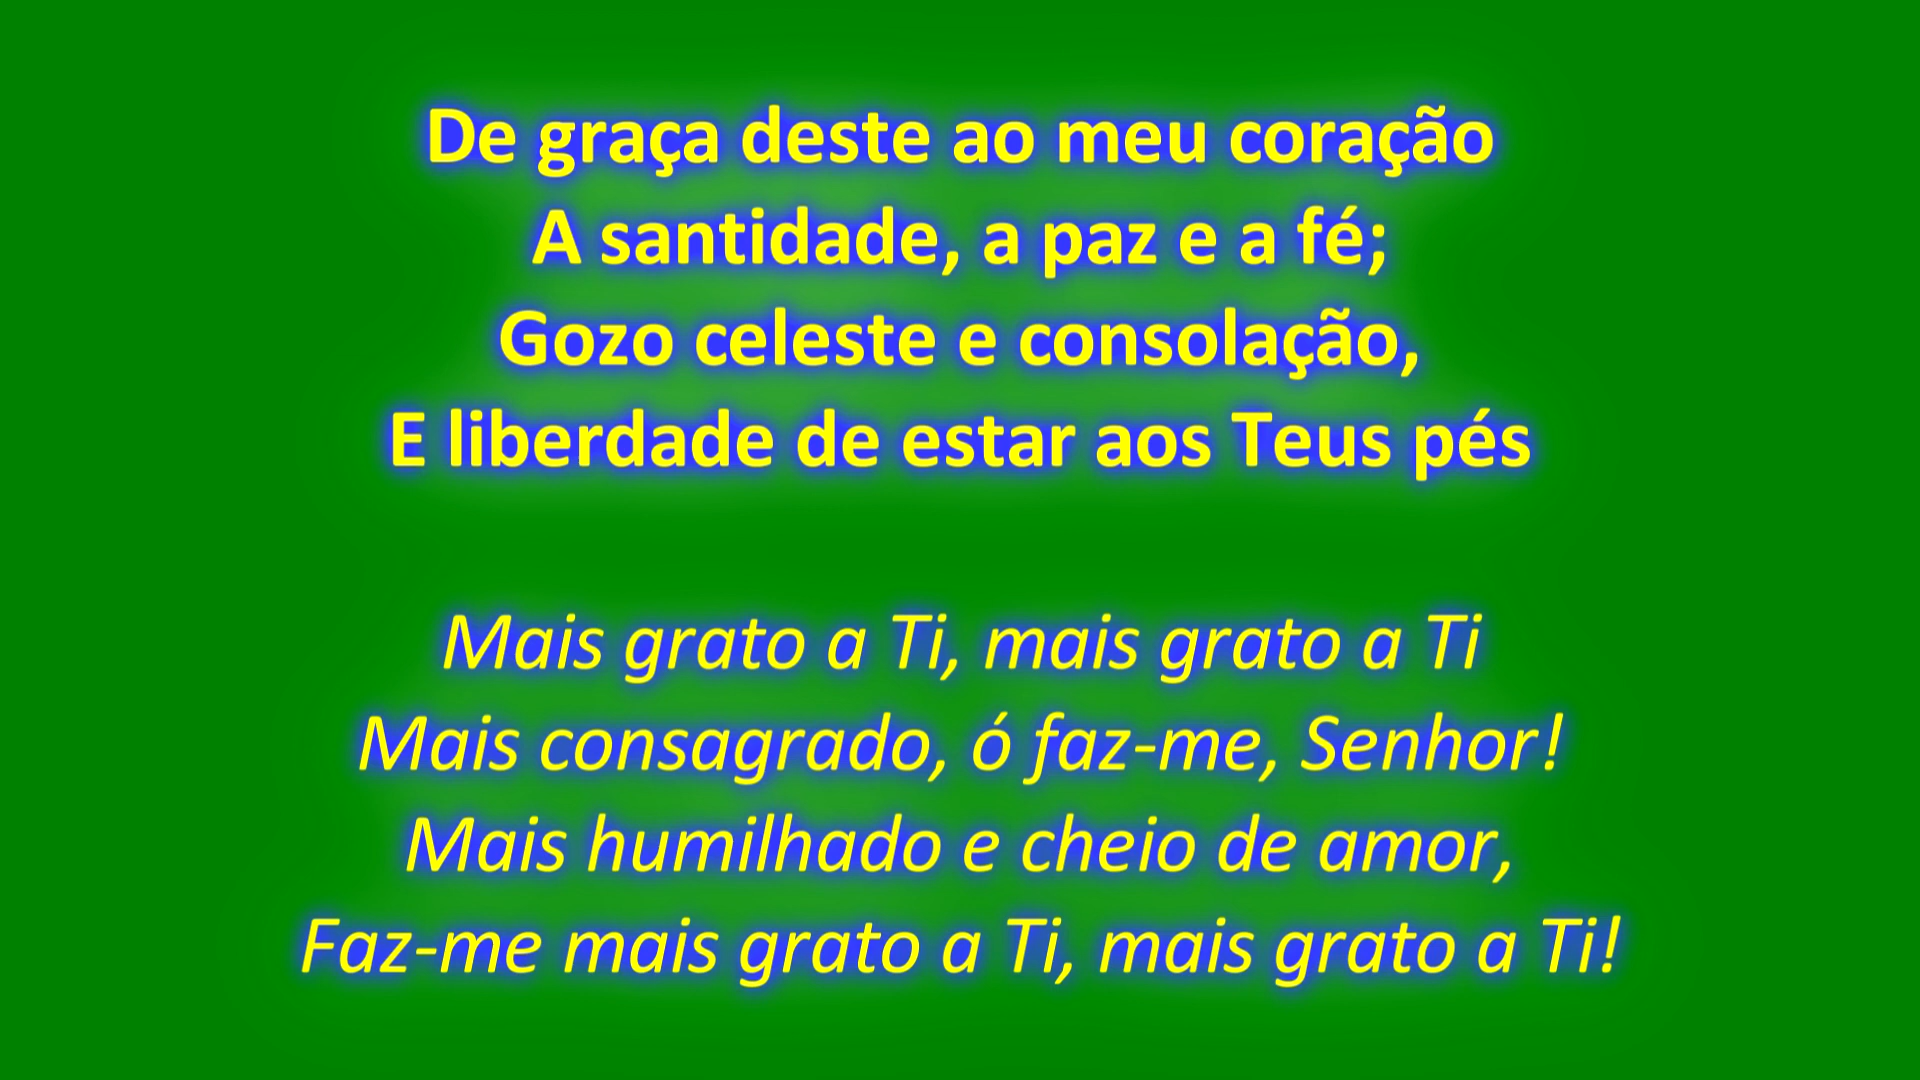 De graça deste ao meu coração
A santidade, a paz e a fé;
Gozo celeste e consolação,
E liberdade de estar aos Teus pés
Mais grato a Ti, mais grato a Ti
Mais consagrado, ó faz-me, Senhor!
Mais humilhado e cheio de amor,
Faz-me mais grato a Ti, mais grato a Ti!